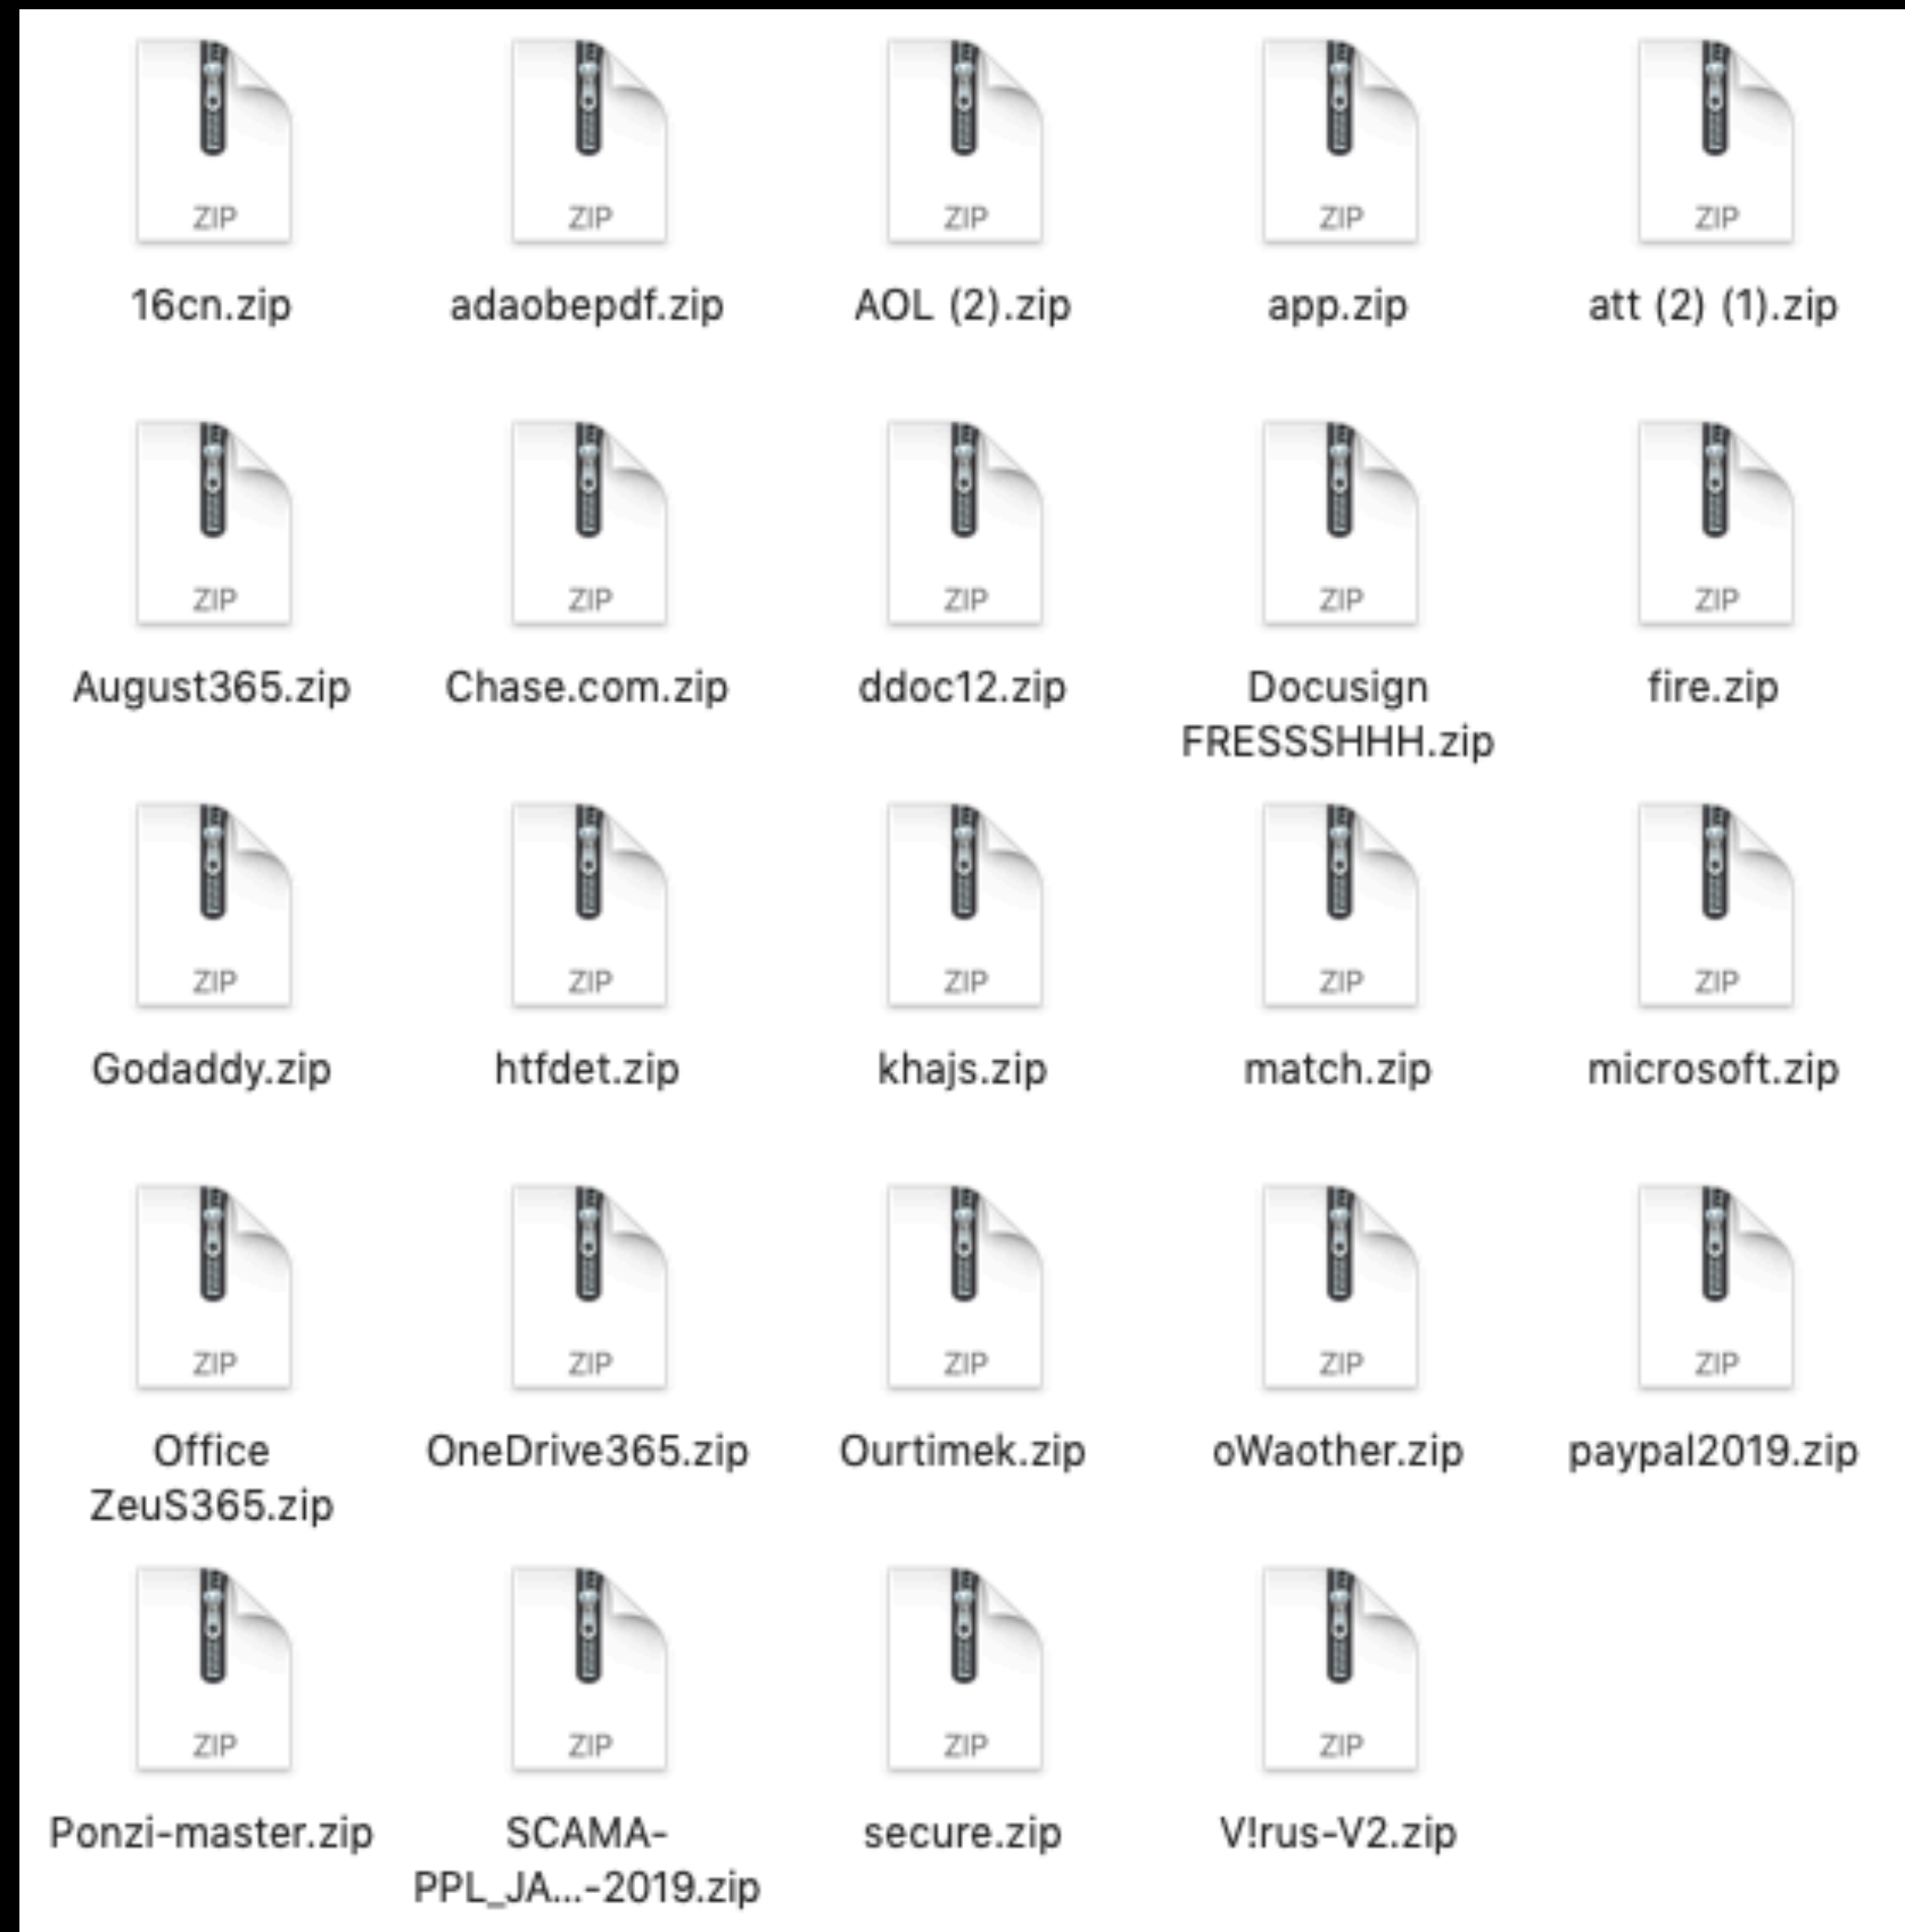 ZIP ZIP ZIP ZIP ZIP
16cn.zip adaobepdf.zip AOL (2).zip app.zip att (2) (1).zip
ZIP ZIP ZIP ZIP ZIP
August365.zip Chase.com.zip ddoc12.zip Docusign fire.zip
FRESSSHHH.zip
ZIP ZIP ZIP ZIP ZIP
Godaddy.zip htfdet.zip khajs.zip match.zip microsoft.zip
ZIP ZIP ZIP ZIP ZIP
Office OneDrive365.zip Ourtimek.zip oWaother.zip paypal2019.zip
ZeuS365.zip
ZIP ZIP ZIP ZIP
Ponzi-master.zip SCAMA- secure.zip V!rus-V2.zip
PPL_JA...-2019.zip